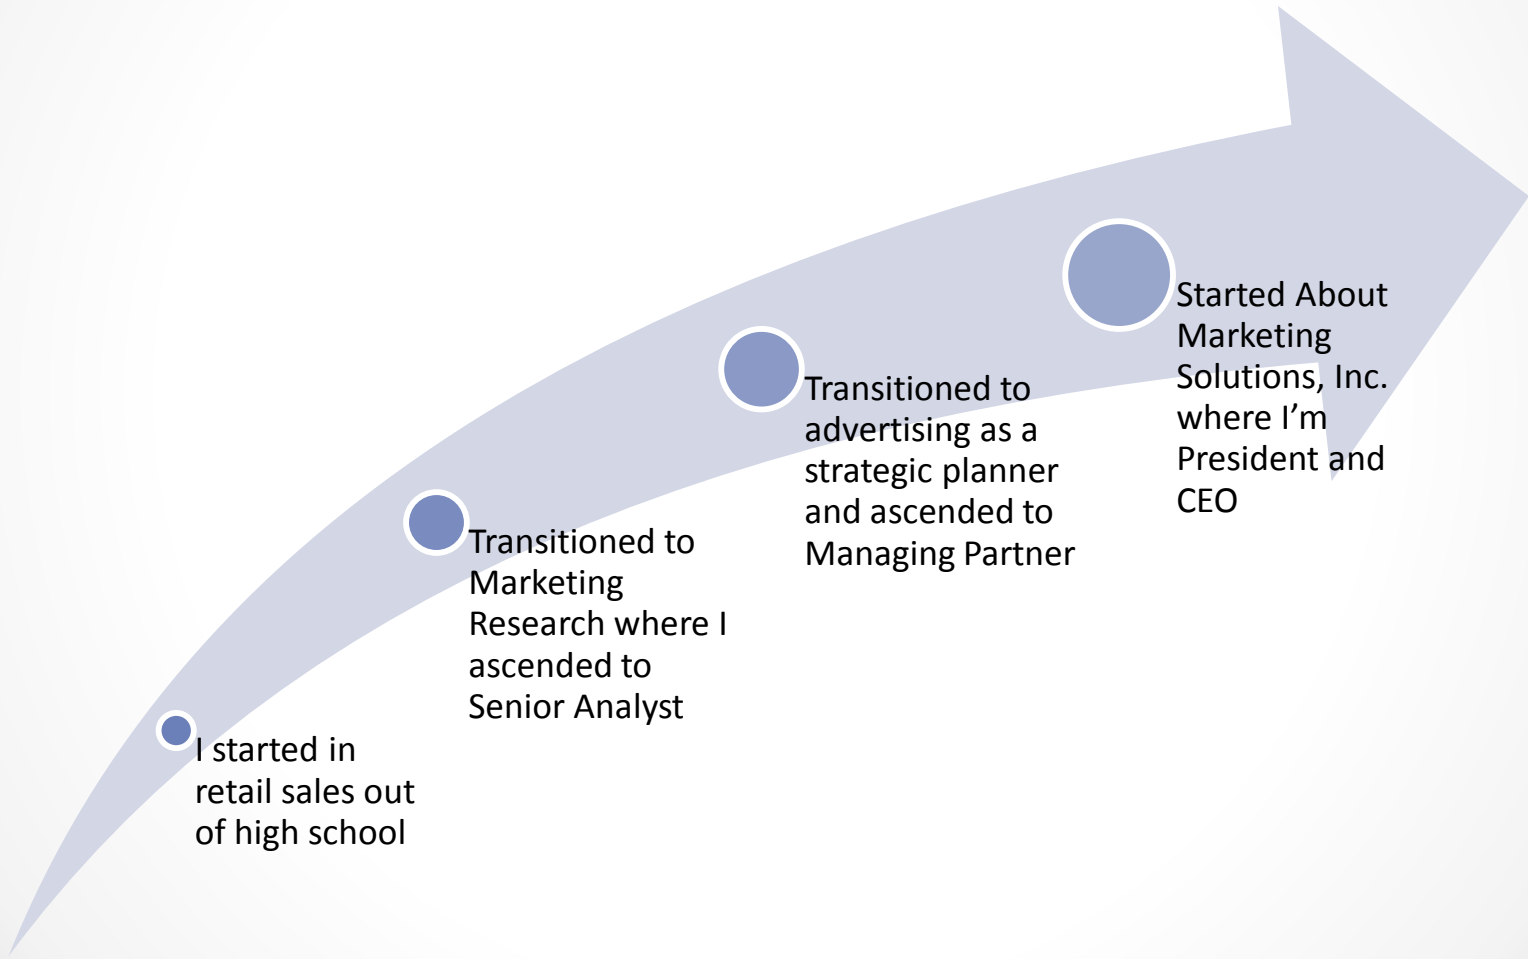 I started in
retail sales out
of high school
Transitioned to
Marketing
Research where I
ascended to
Senior Analyst
Transitioned to
advertising as a
strategic planner
and ascended to
Managing Partner
Started About
Marketing
Solutions, Inc.
where I’m
President and
CEO